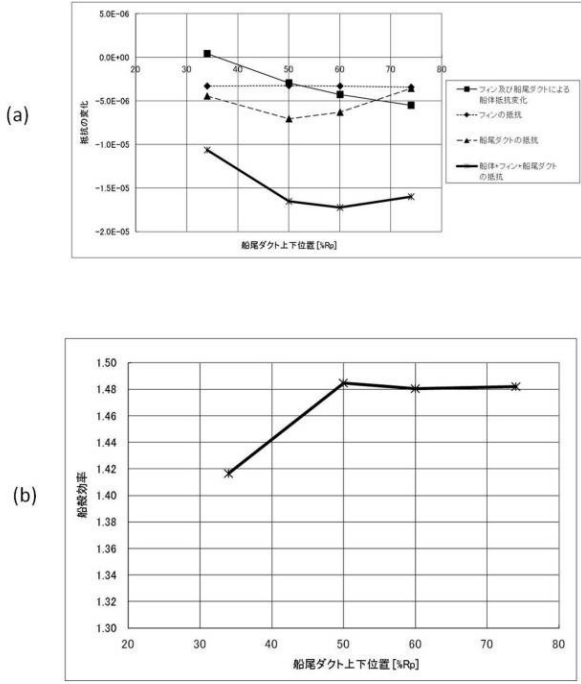 (a)
5.0E-06
0.0E+00
-5.0E-06
-1.0E-05
-1.5E-05
-2.0E-05
20 30 40 50 60 70 80
抵抗の変化
船尾ダクト上下位置[%Rp]
フィン及び船尾ダクトによる
船体抵抗変化
フィンの抵抗
船尾ダクトの抵抗
船体+フィン+船尾ダクト
の抵抗
(b)
1.50
1.48
1.46
1.44
1.42
1.40
1.38
1.36
1.34
1.32
1.30
20 30 40 50 60 70 80
船殻効率
船尾ダクト上下位置[%Rp]